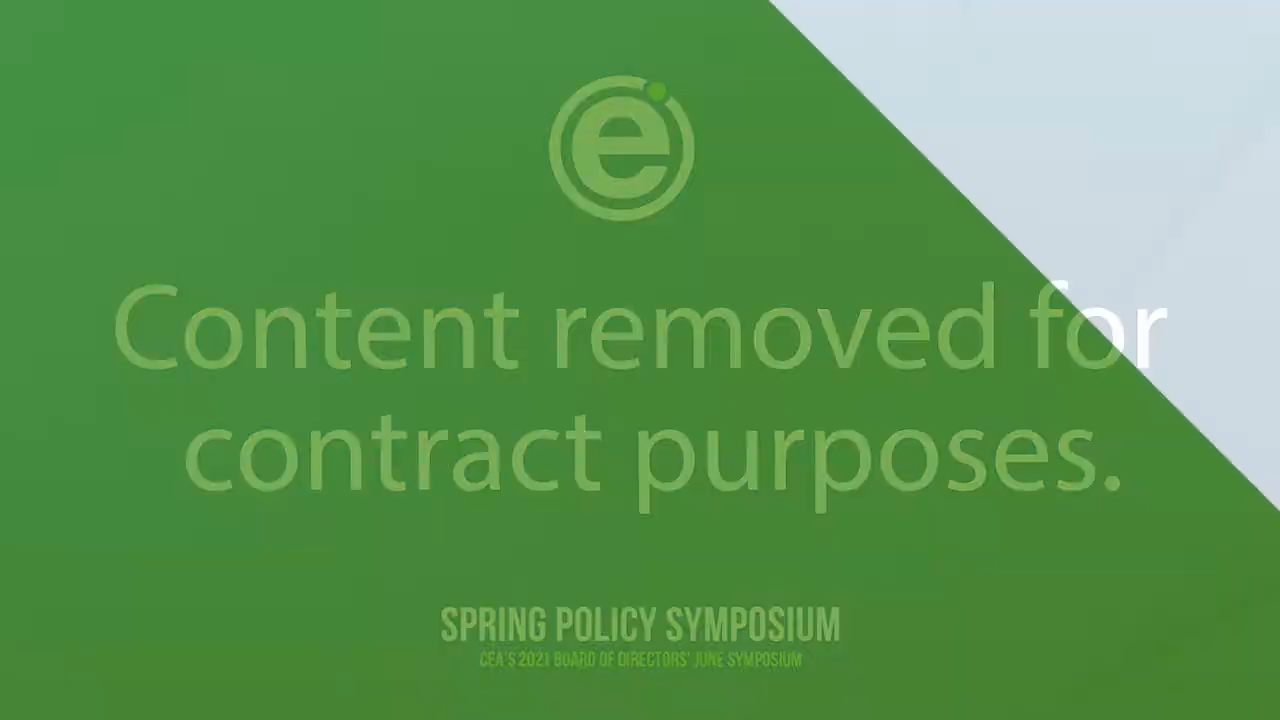 e
Content removed for
contract purposes.
SPRING POLICY SYMPOSIUM
CEA'S 2021 BOARD OF DIRECTORS' JUNE SYMPOSIUM